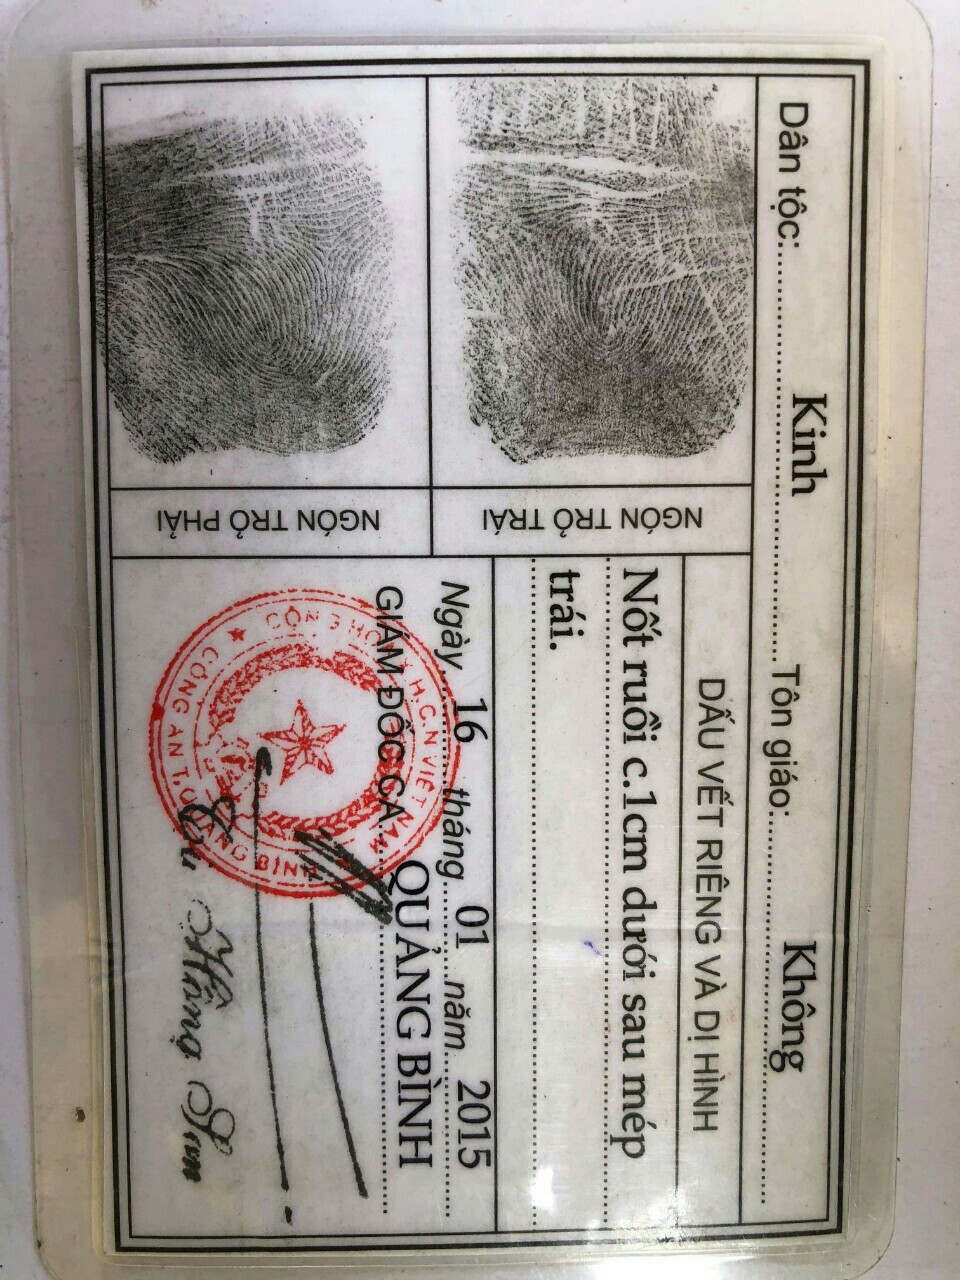 Dân tộc: Kinh Tôn giáo: Không
DẤU VẾT RIÊNG VÀ DỊ HÌNH
Nốt ruồi c.1cm dưới sau mép
trái.
NGÓN TRỎ TRÁI
NGÓN TRỎ PHẢI
Ngày 16 tháng 01 năm 2015
GIÁM ĐỐC CA QUẢNG BÌNH
CỘNG HOÀ X.H.C.N VIỆT NAM
CÔNG AN T. QUẢNG BÌNH
Hồng Sơn